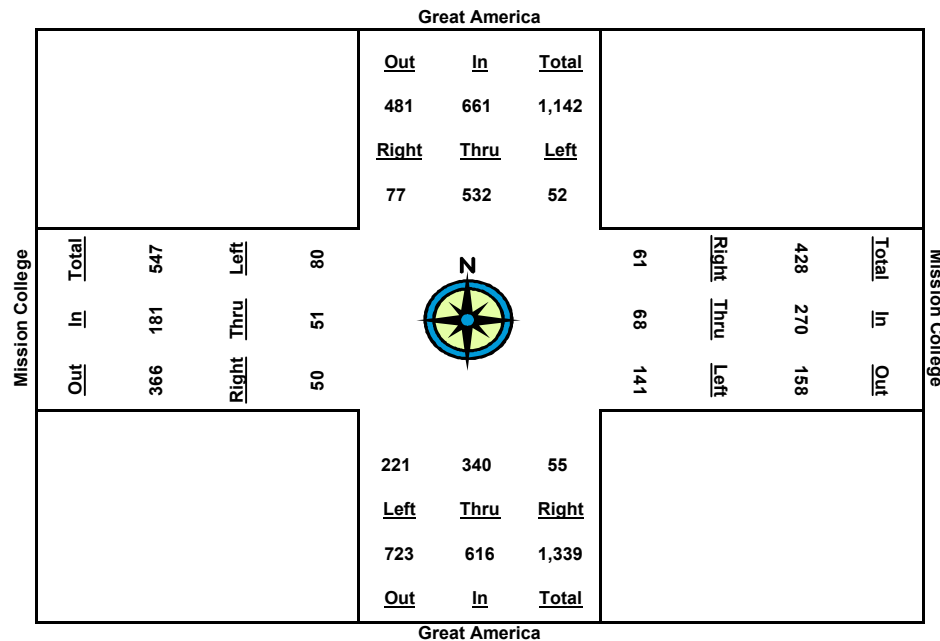 Great America
Out In Total
481 661 1,142
Right Thru Left
77 532 52
Mission College
Total 547 Left 80
In 181 Thru 51
Out 366 Right 50
N
61 Right 428 Total
68 Thru 270 In
141 Left 158 Out
Mission College
221 340 55
Left Thru Right
723 616 1,339
Out In Total
Great America